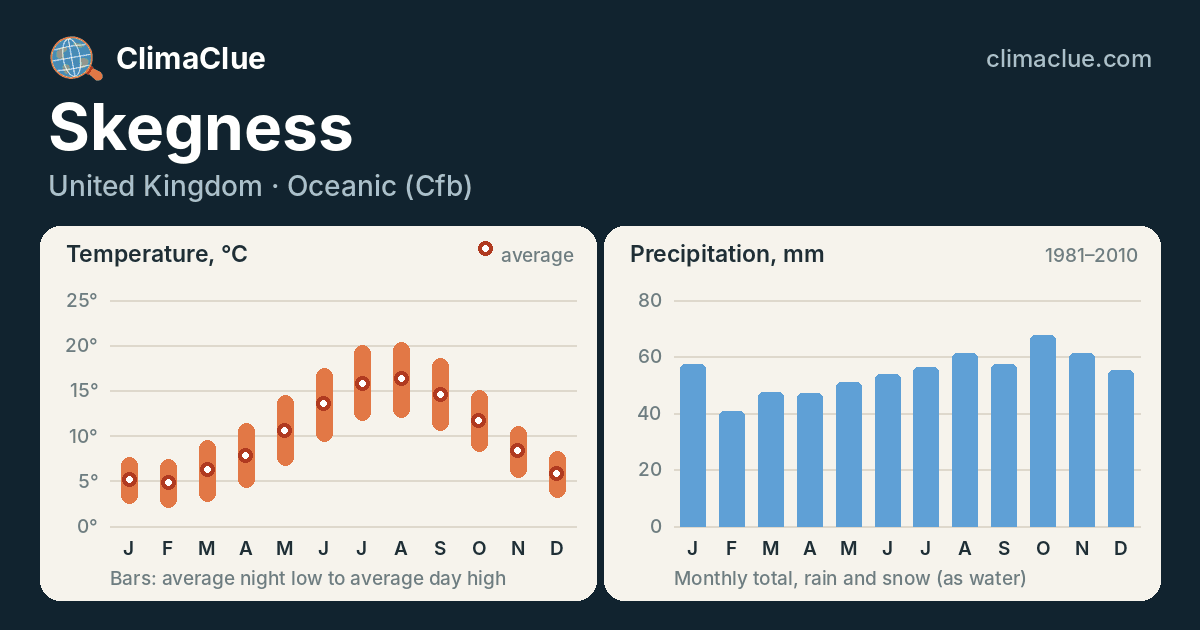 ClimaClue
climaclue.com
Skegness
United Kingdom · Oceanic (Cfb)
Temperature, °C
average
25°
20°
15°
10°
5°
0°
J F M A M J J A S O N D
Bars: average night low to average day high
Precipitation, mm
1981–2010
80
60
40
20
0
J F M A M J J A S O N D
Monthly total, rain and snow (as water)